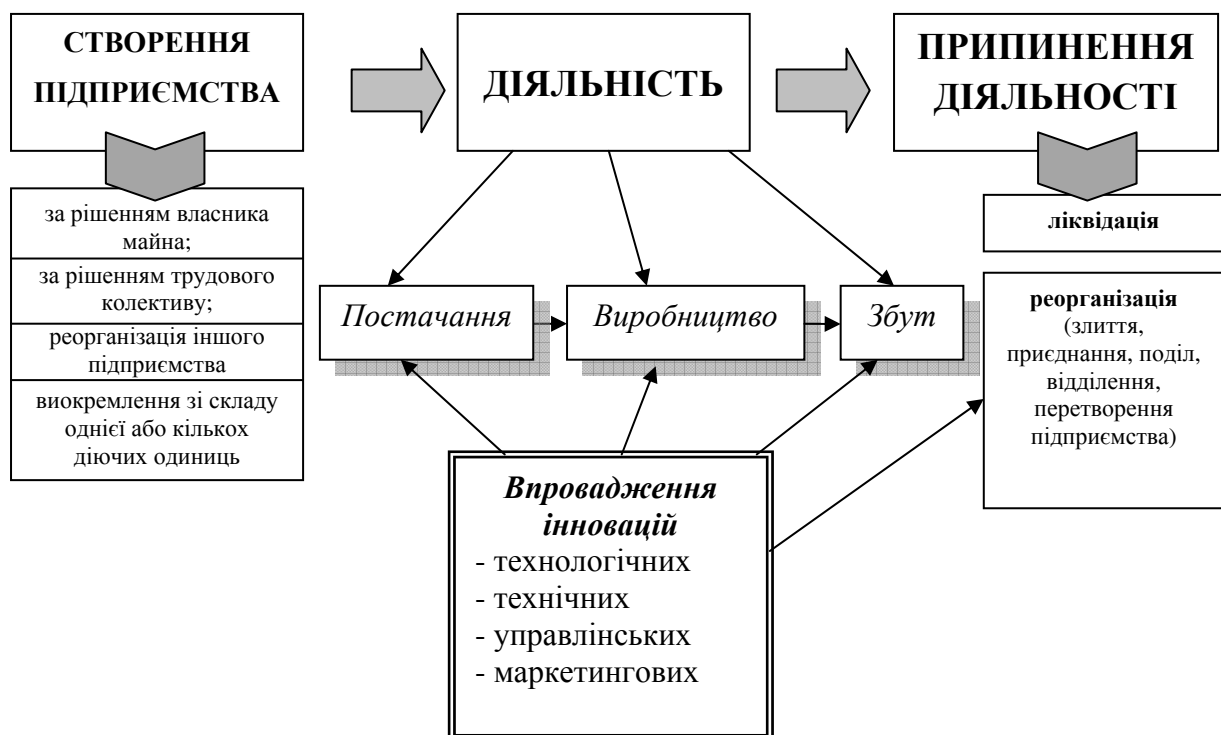 СТВОРЕННЯ
ПІДПРИЄМСТВА
ДІЯЛЬНІСТЬ
ПРИПИНЕННЯ
ДІЯЛЬНОСТІ
за рішенням власника
майна;
за рішенням трудового
колективу;
реорганізація іншого
підприємства
виокремлення зі складу
однієї або кількох
діючих одиниць
Постачання
Виробництво
Збут
ліквідація
реорганізація
(злиття,
приєднання, поділ,
відділення,
перетворення
підприємства)
Впровадження
інновацій
- технологічних
- технічних
- управлінських
- маркетингових